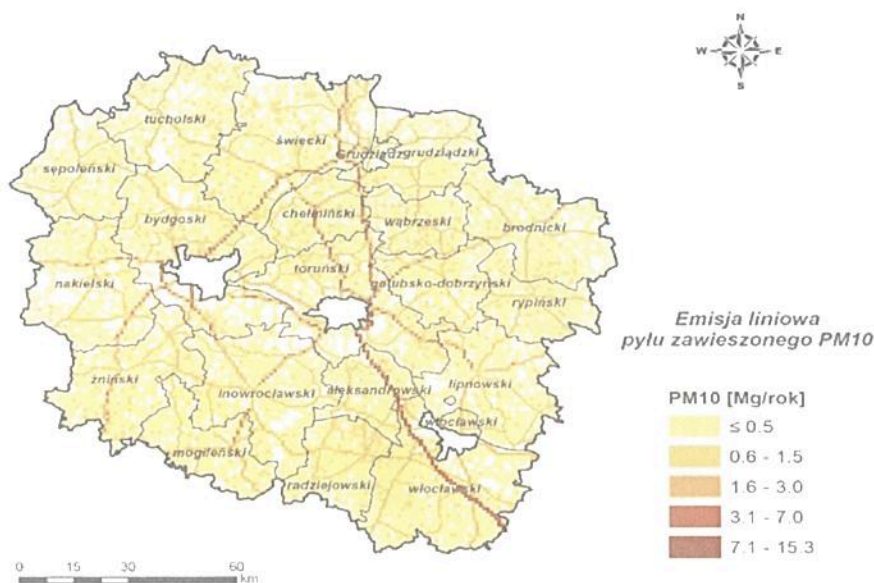 N
W E
S
tucholski
świecki
Grudziądz grudziądzki
sępoleński
bydgoski
chełmiński
wąbrzeski
brodnicki
toruński
nakielski
golubsko-dobrzyński
rypiński
Emisja liniowa
pyłu zawieszonego PM10
żniński
inowrocławski
aleksandrowski
lipnowski
PM10 [Mg/rok]
≤ 0.5
włocławski
0.6 - 1.5
mogileński
1.6 - 3.0
radziejowski
włocławski
3.1 - 7.0
7.1 - 15.3
0 15 30 60
km